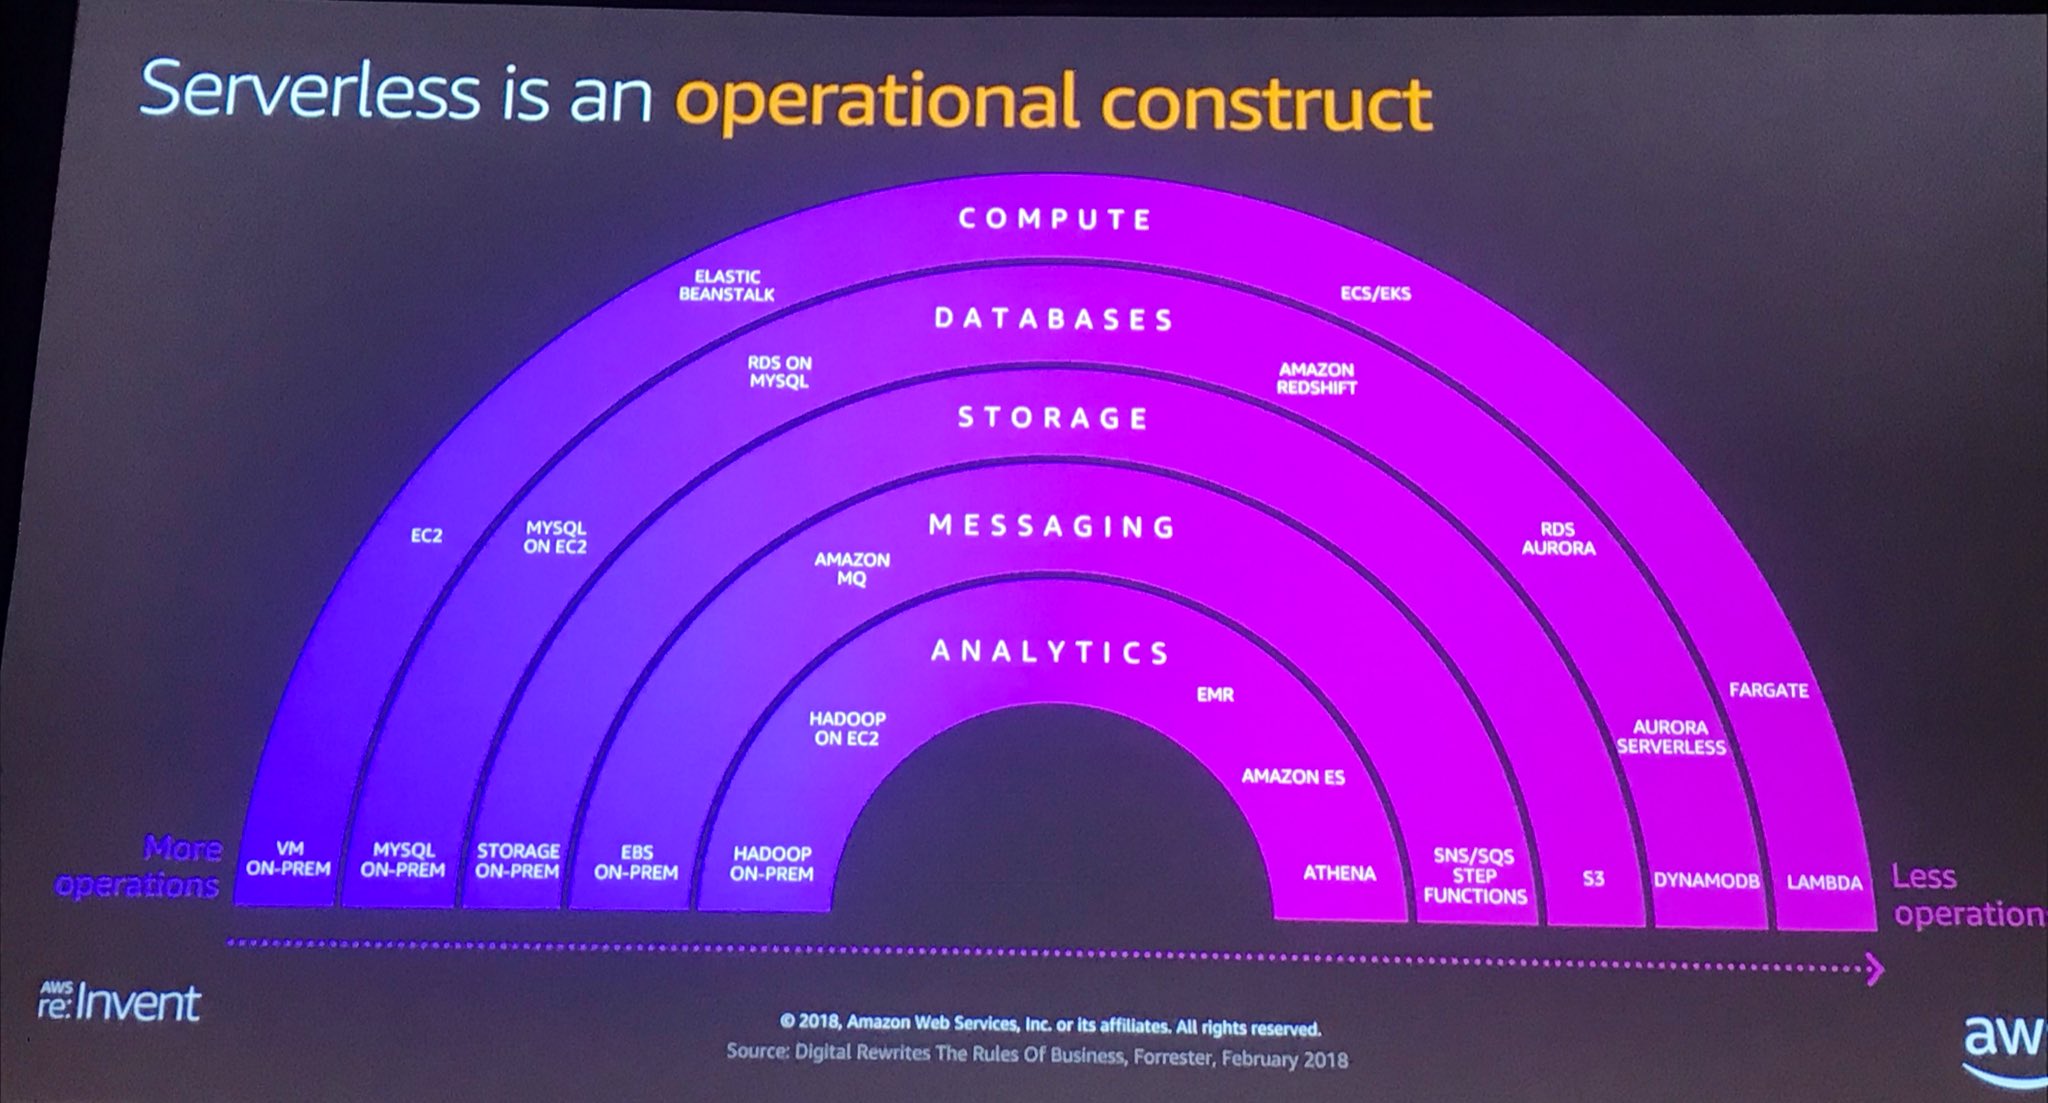 Serverless is an operational construct
COMPUTE
ELASTIC
BEANSTALK
ECS/EKS
DATABASES
RDS ON
MYSQL
AMAZON
REDSHIFT
STORAGE
EC2
MYSQL
ON EC2
MESSAGING
AMAZON
MQ
RDS
AURORA
ANALYTICS
HADOOP
ON EC2
EMR
AMAZON ES
FARGATE
AURORA
SERVERLESS
More
operations
VM
ON-PREM
MYSQL
ON-PREM
STORAGE
ON-PREM
EBS
ON-PREM
HADOOP
ON-PREM
ATHENA
SNS/SQS
STEP
FUNCTIONS
S3
DYNAMODB
LAMBDA
Less
operation
AWS
re:Invent
© 2018, Amazon Web Services, Inc. or its affiliates. All rights reserved.
Source: Digital Rewrites The Rules Of Business, Forrester, February 2018
aw